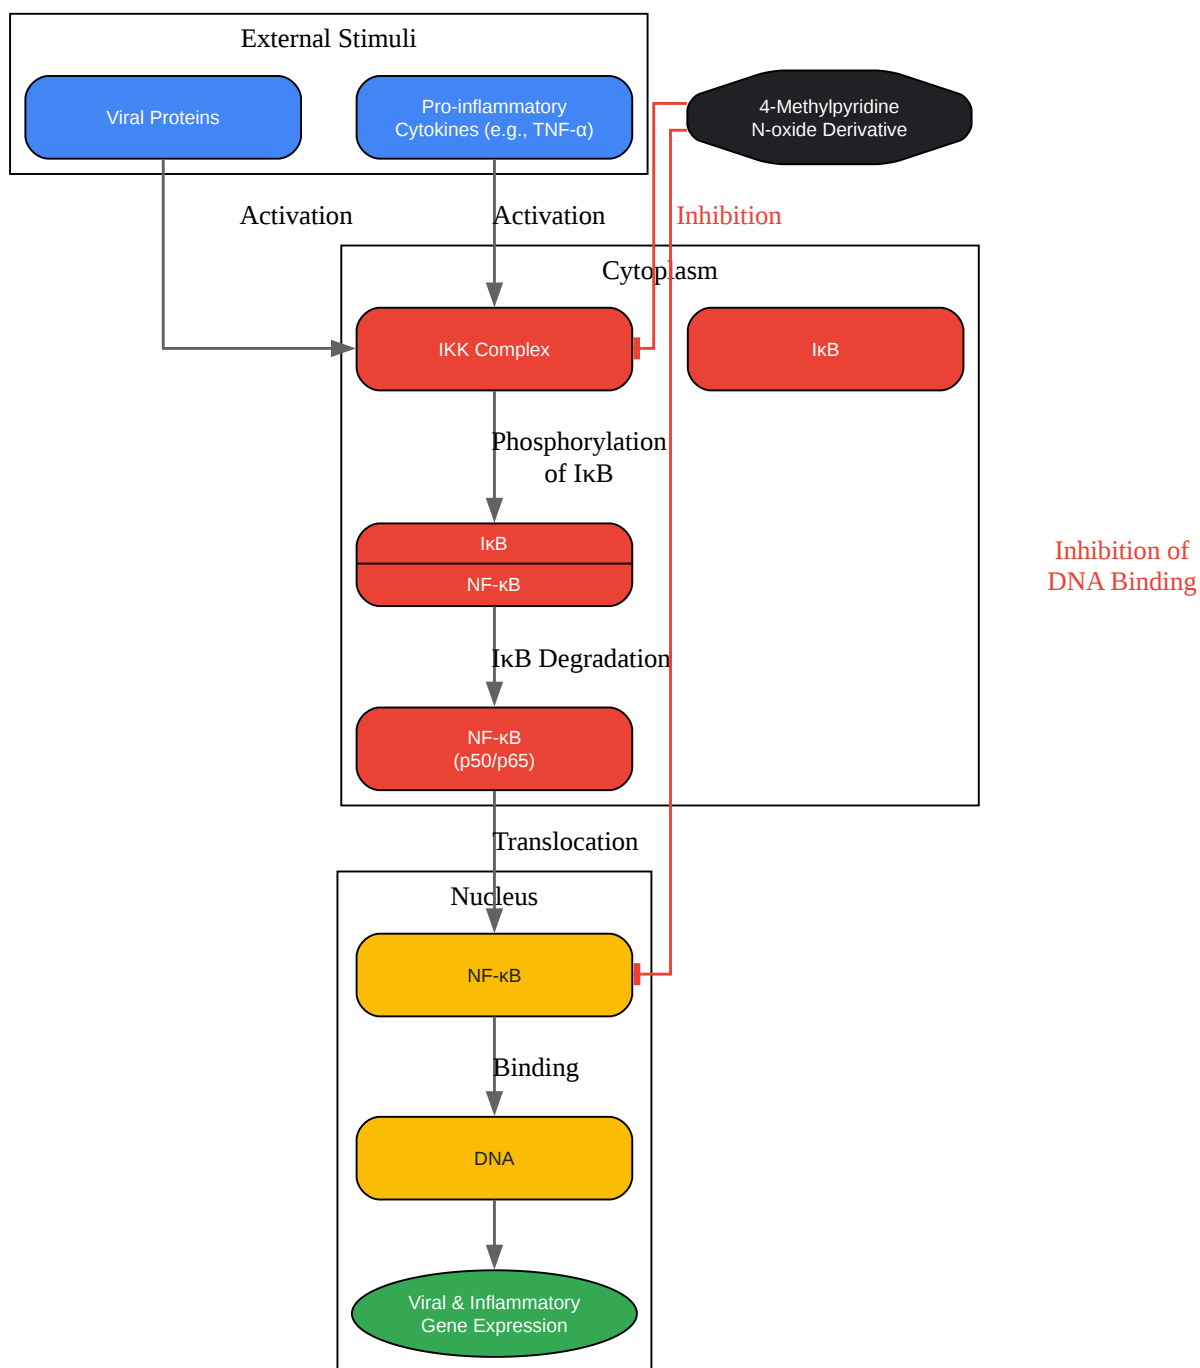 External Stimuli
Viral Proteins
Pro-inflammatory
Cytokines (e.g., TNF-α)
4-Methylpyridine
N-oxide Derivative
Activation
Activation
Inhibition
Cytoplasm
IKK Complex
IκB
Phosphorylation
of IκB
IκB
NF-κB
Inhibition of
DNA Binding
IκB Degradation
NF-κB
(p50/p65)
Translocation
Nucleus
NF-κB
Binding
DNA
Viral & Inflammatory
Gene Expression